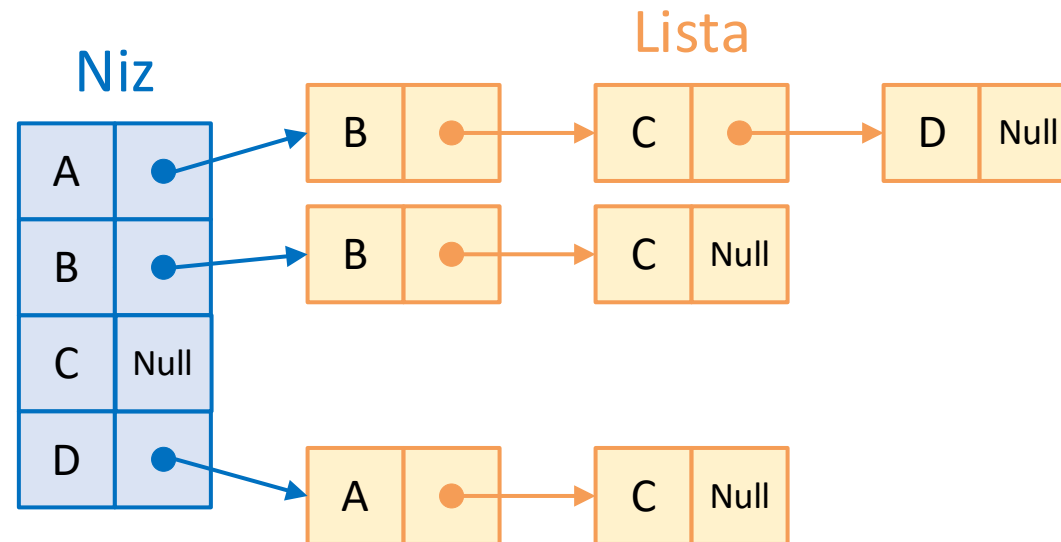 Lista
Niz
A B C D Null
B B C Null
C Null
D A C Null